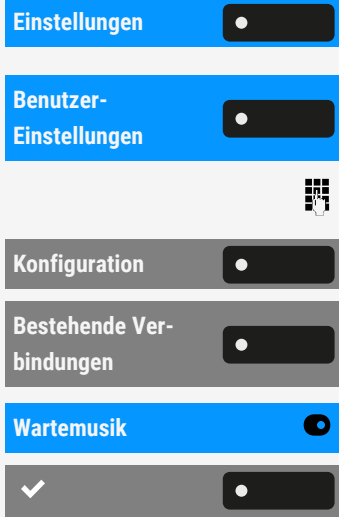 Einstellungen
Benutzer-
Einstellungen
Konfiguration
Bestehende Ver-
bindungen
Wartemusik